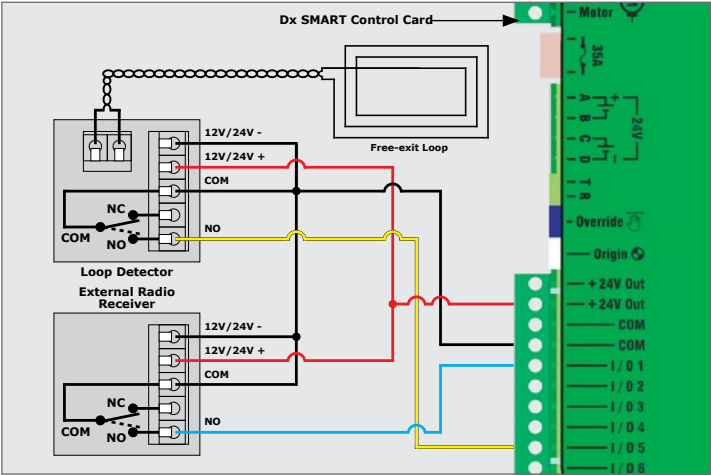 Dx SMART Control Card
Motor
M
35A
A + 
B
C
D -
24V
T
R
Override
Origin
+ 24V Out
+ 24V Out
COM
COM
I / O 1
I / O 2
I / O 3
I / O 4
I / O 5
I / O 6
Free-exit Loop
12V/24V -
12V/24V +
COM
NC
COM
NO
NO
Loop Detector
External Radio
Receiver
12V/24V -
12V/24V +
COM
NC
COM
NO
NO